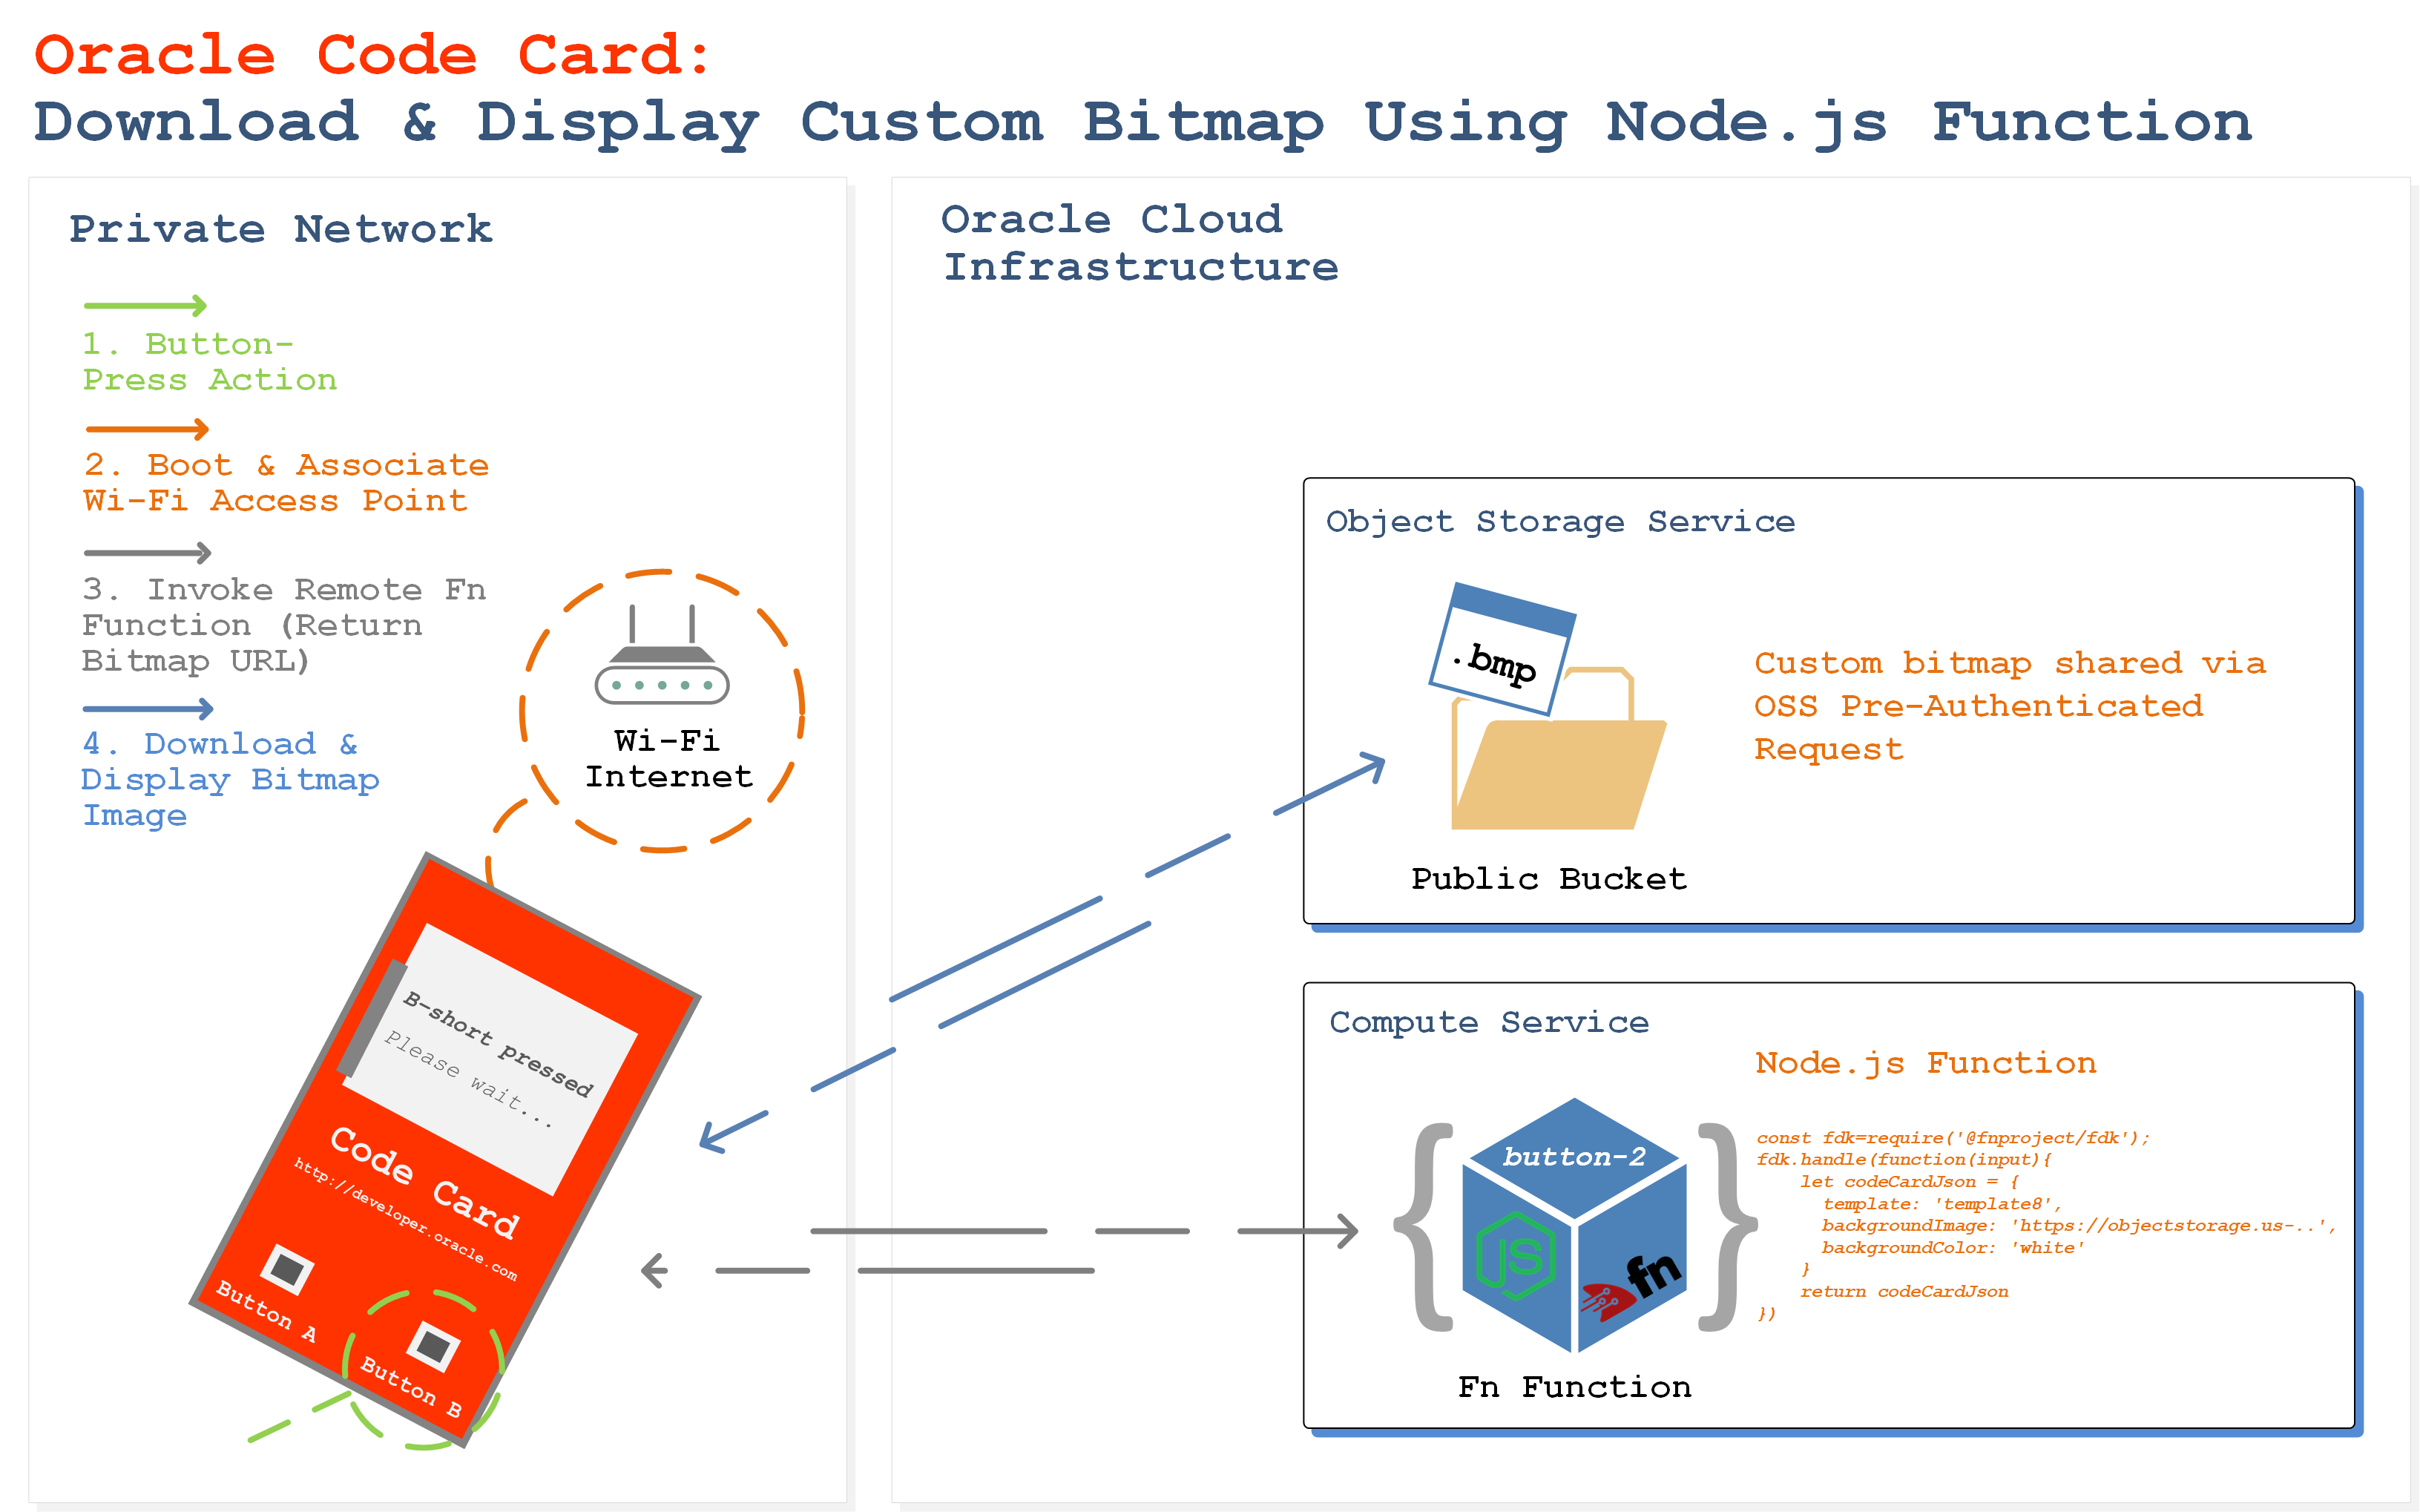 Oracle Code Card:
Download & Display Custom Bitmap Using Node.js Function
Private Network
1. Button-
Press Action
2. Boot & Associate
Wi-Fi Access Point
3. Invoke Remote Fn
Function (Return
Bitmap URL)
4. Download &
Display Bitmap
Image
Wi-Fi
Internet
B-short pressed
Please wait...
Code Card
http://developer.oracle.com
Button A
Button B
Oracle Cloud
Infrastructure
Object Storage Service
.bmp
Custom bitmap shared via
OSS Pre-Authenticated
Request
Public Bucket
Compute Service
Node.js Function
{
button-2
JS
fn
}
const fdk=require('@fnproject/fdk');
fdk.handle(function(input){
    let codeCardJson = {
      template: 'template8',
      backgroundImage: 'https://objectstorage.us-..',
      backgroundColor: 'white'
    }
    return codeCardJson
})
Fn Function